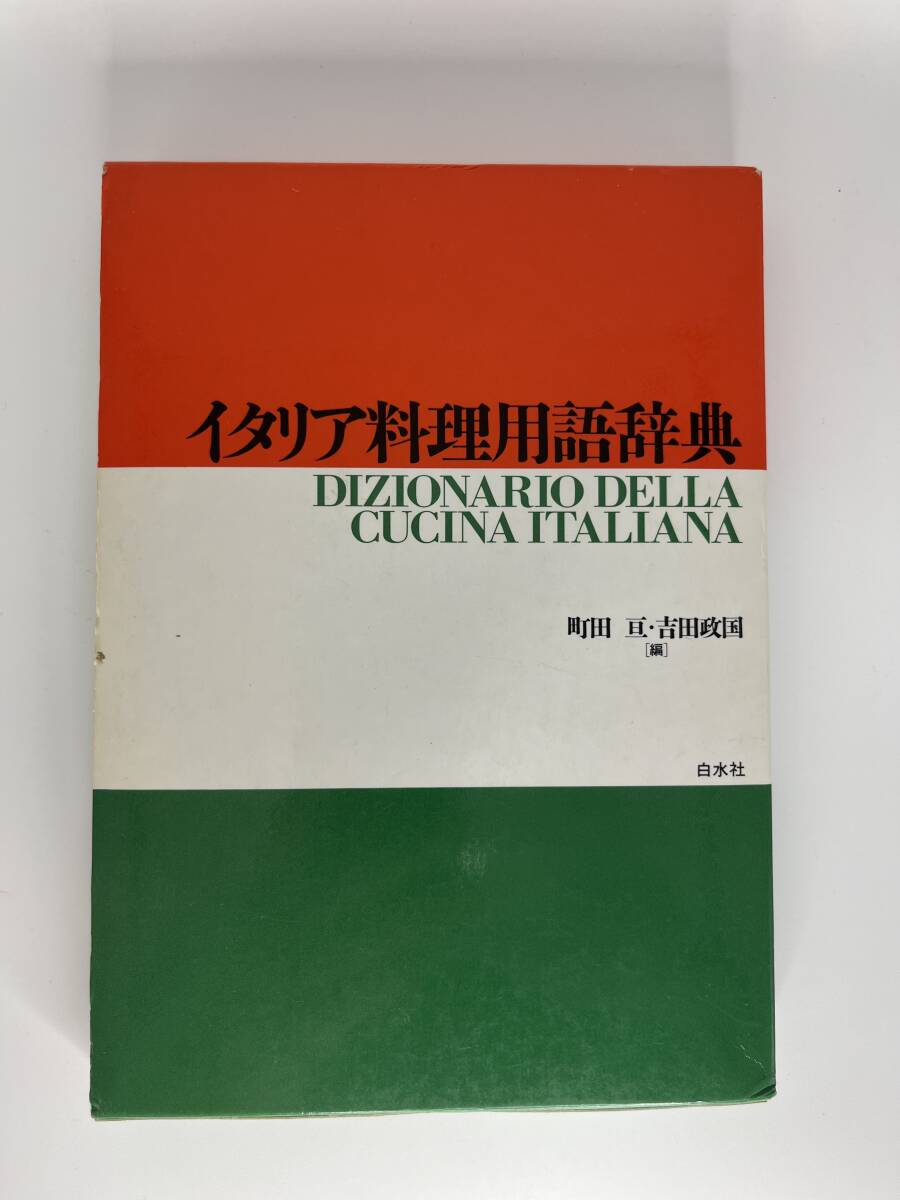 イタリア料理用語辞典
DIZIONARIO DELLA
CUCINA ITALIANA
町田 亘・吉田政国
[編]
白水社